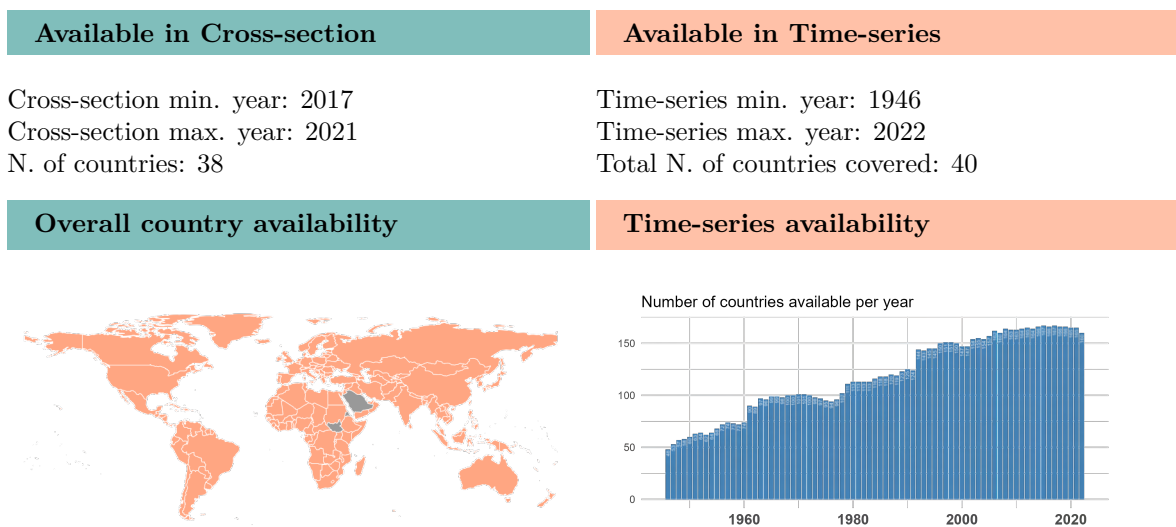 Available in Cross-section
Available in Time-series
Cross-section min. year: 2017
Cross-section max. year: 2021
N. of countries: 38
Time-series min. year: 1946
Time-series max. year: 2022
Total N. of countries covered: 40
Overall country availability
Time-series availability
Number of countries available per year
150
100
50
0
1960 1980 2000 2020